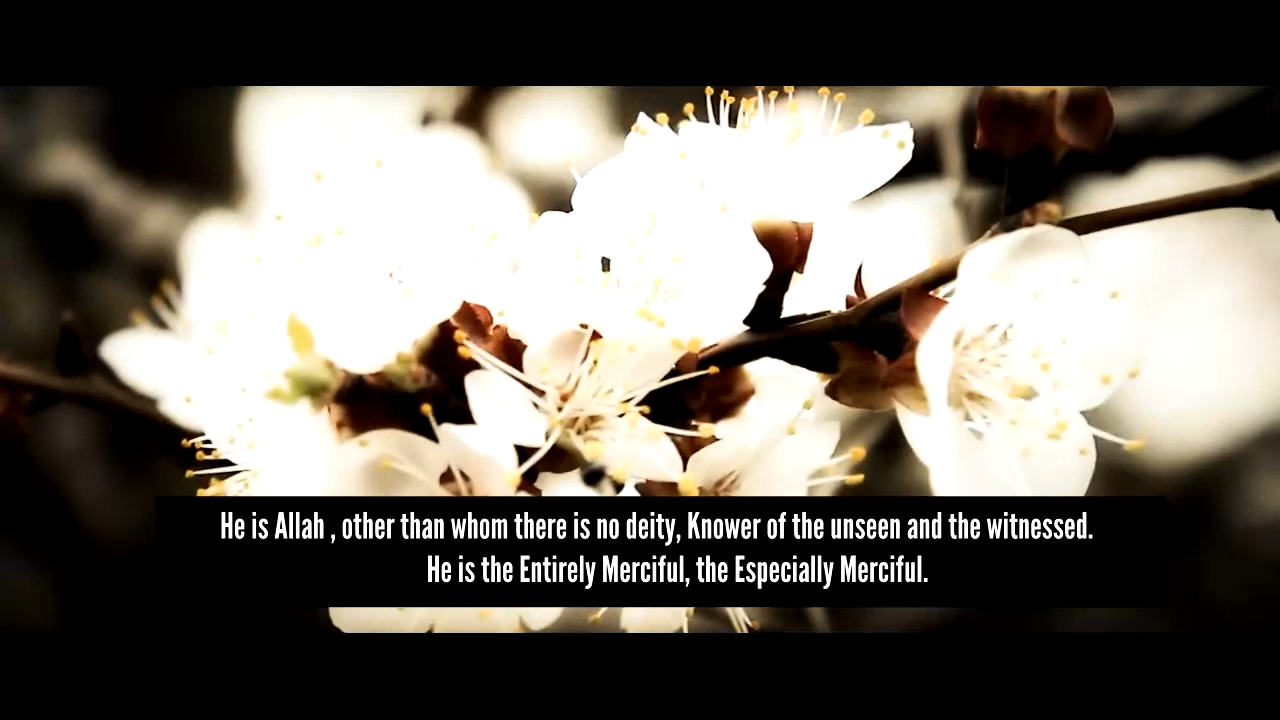 He is Allah , other than whom there is no deity, Knower of the unseen and the witnessed.
He is the Entirely Merciful, the Especially Merciful.